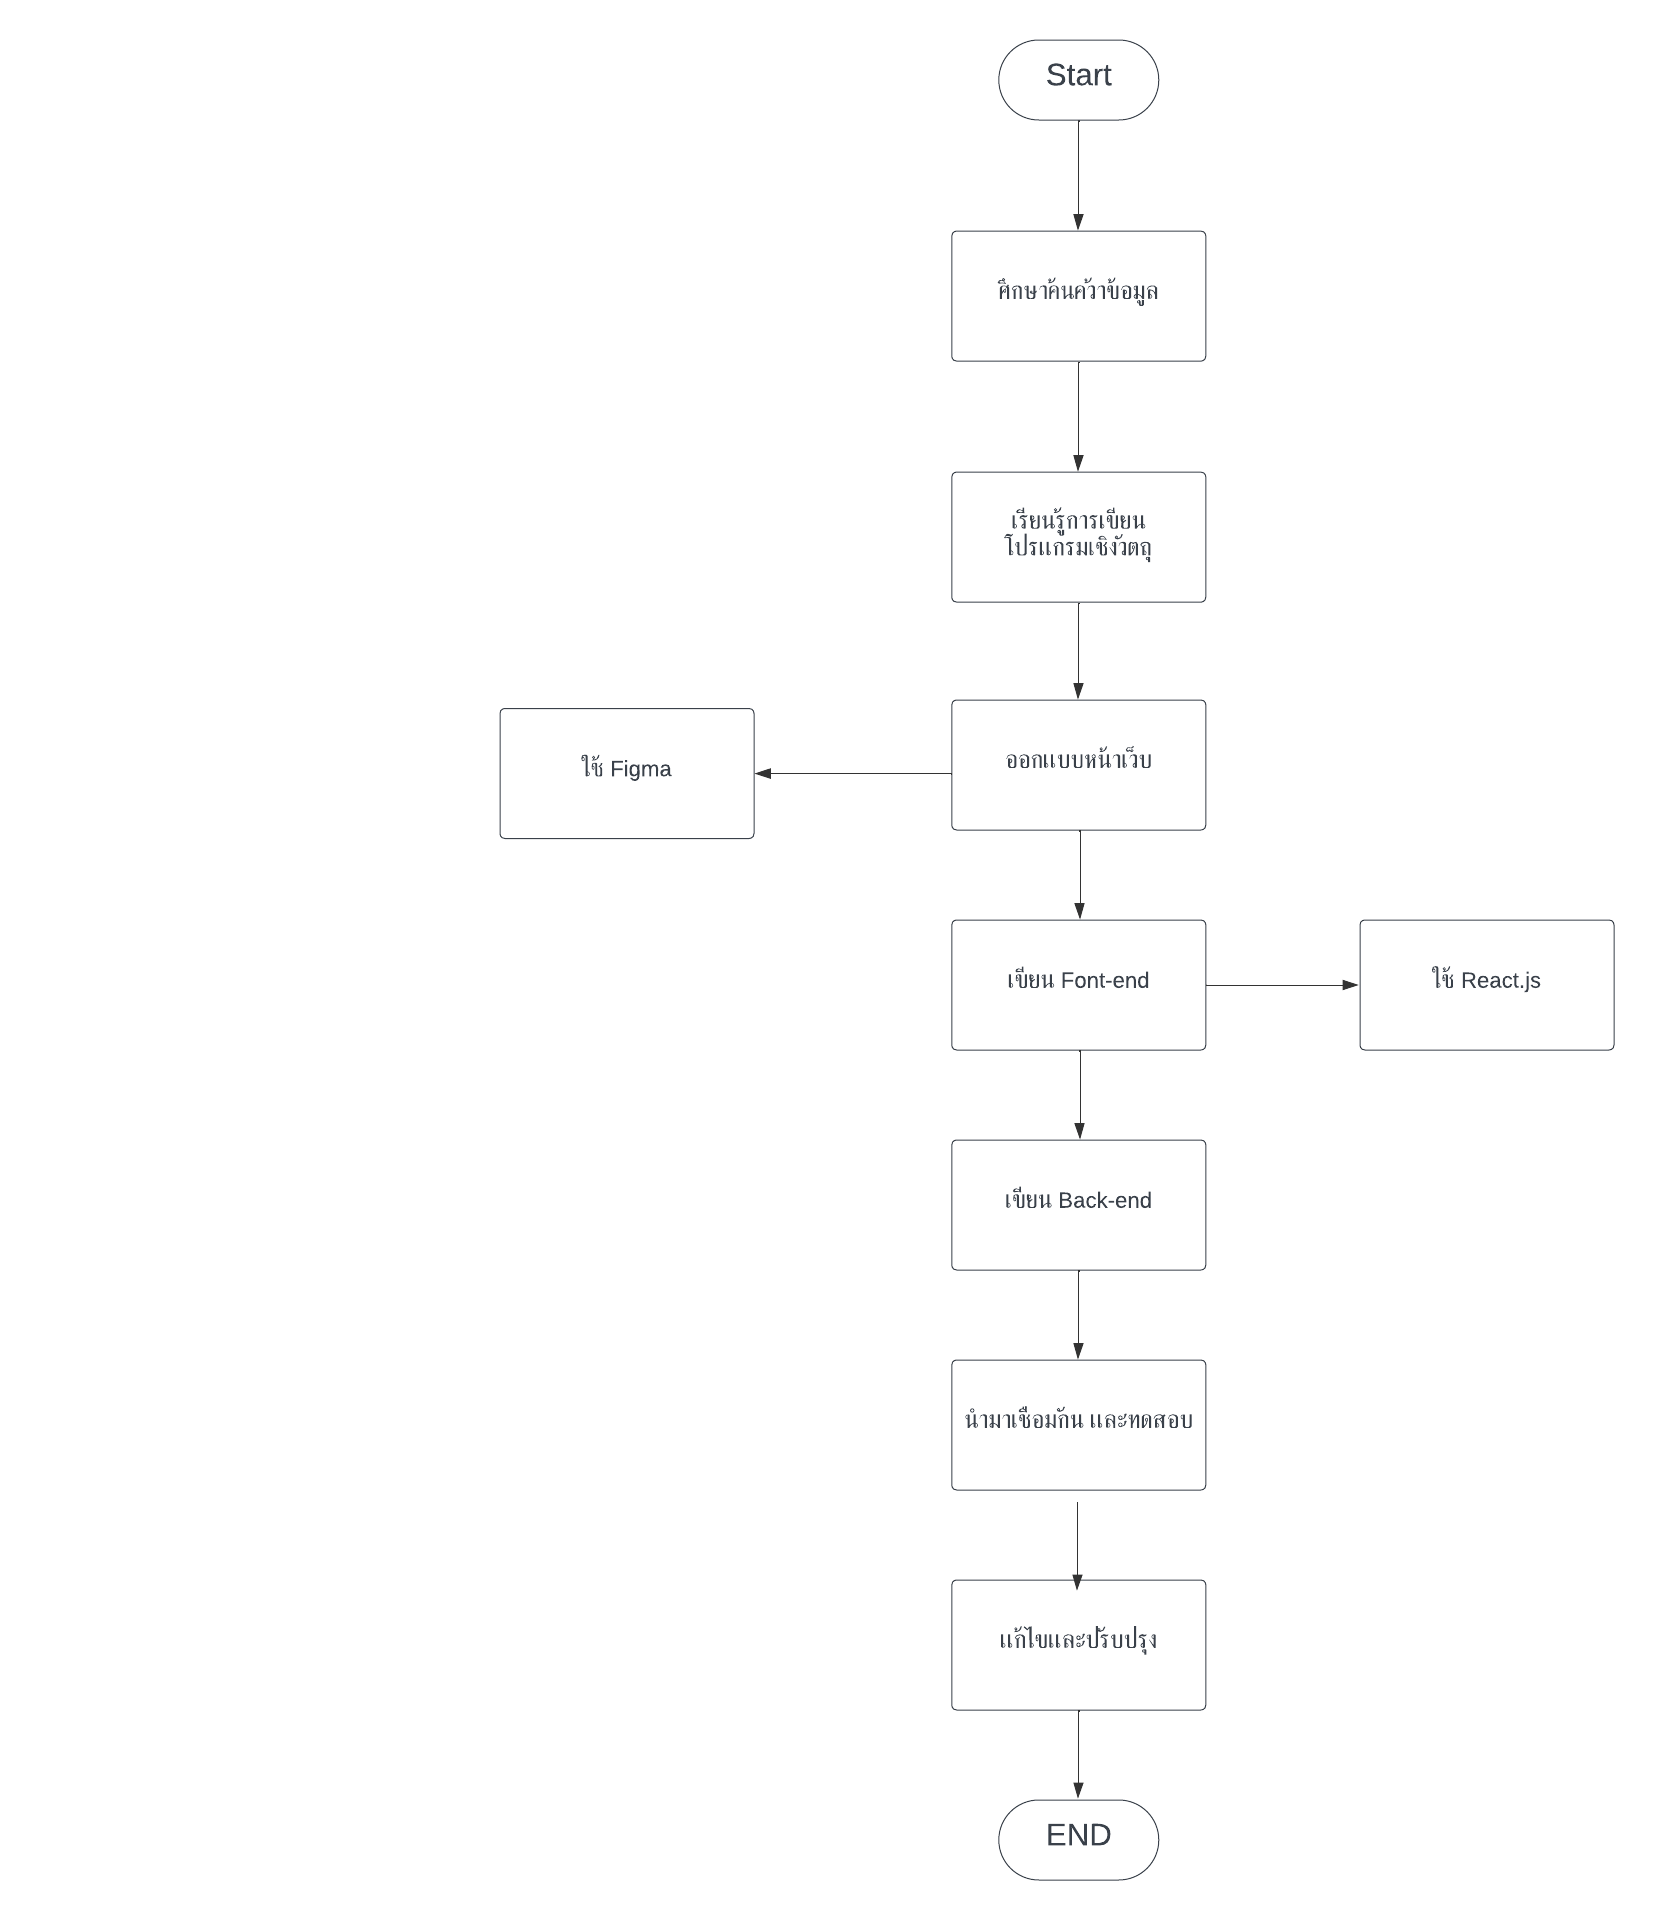 Start
ศึกษาค้นคว้าข้อมูล
เรียนรู้การเขียน
โปรแกรมเชิงวัตถุ
ใช้ Figma
ออกแบบหน้าเว็บ
เขียน Font-end
ใช้ React.js
เขียน Back-end
นำมาเชือมกัน และทดสอบ
แก้ไขและปรับปรุง
END